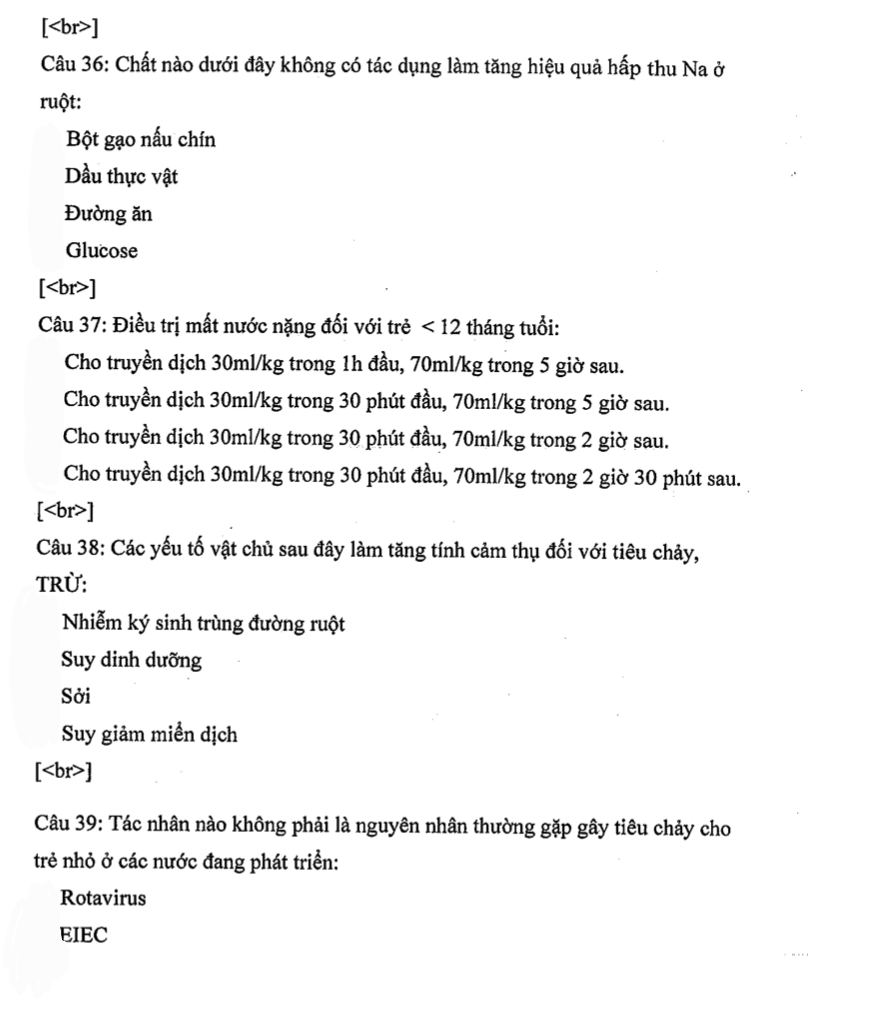 [<br>]
Câu 36: Chất nào dưới đây không có tác dụng làm tăng hiệu quả hấp thu Na ở
ruột:
Bột gạo nấu chín
Dầu thực vật
Đường ăn
Glucose
[<br>]
Câu 37: Điều trị mất nước nặng đối với trẻ < 12 tháng tuổi:
Cho truyền dịch 30ml/kg trong 1h đầu, 70ml/kg trong 5 giờ sau.
Cho truyền dịch 30ml/kg trong 30 phút đầu, 70ml/kg trong 5 giờ sau.
Cho truyền dịch 30ml/kg trong 30 phút đầu, 70ml/kg trong 2 giờ sau.
Cho truyền dịch 30ml/kg trong 30 phút đầu, 70ml/kg trong 2 giờ 30 phút sau.
[<br>]
Câu 38: Các yếu tố vật chủ sau đây làm tăng tính cảm thụ đối với tiêu chảy,
TRỪ:
Nhiễm ký sinh trùng đường ruột
Suy dinh dưỡng
Sởi
Suy giảm miễn dịch
[<br>]
Câu 39: Tác nhân nào không phải là nguyên nhân thường gặp gây tiêu chảy cho
trẻ nhỏ ở các nước đang phát triển:
Rotavirus
EIEC